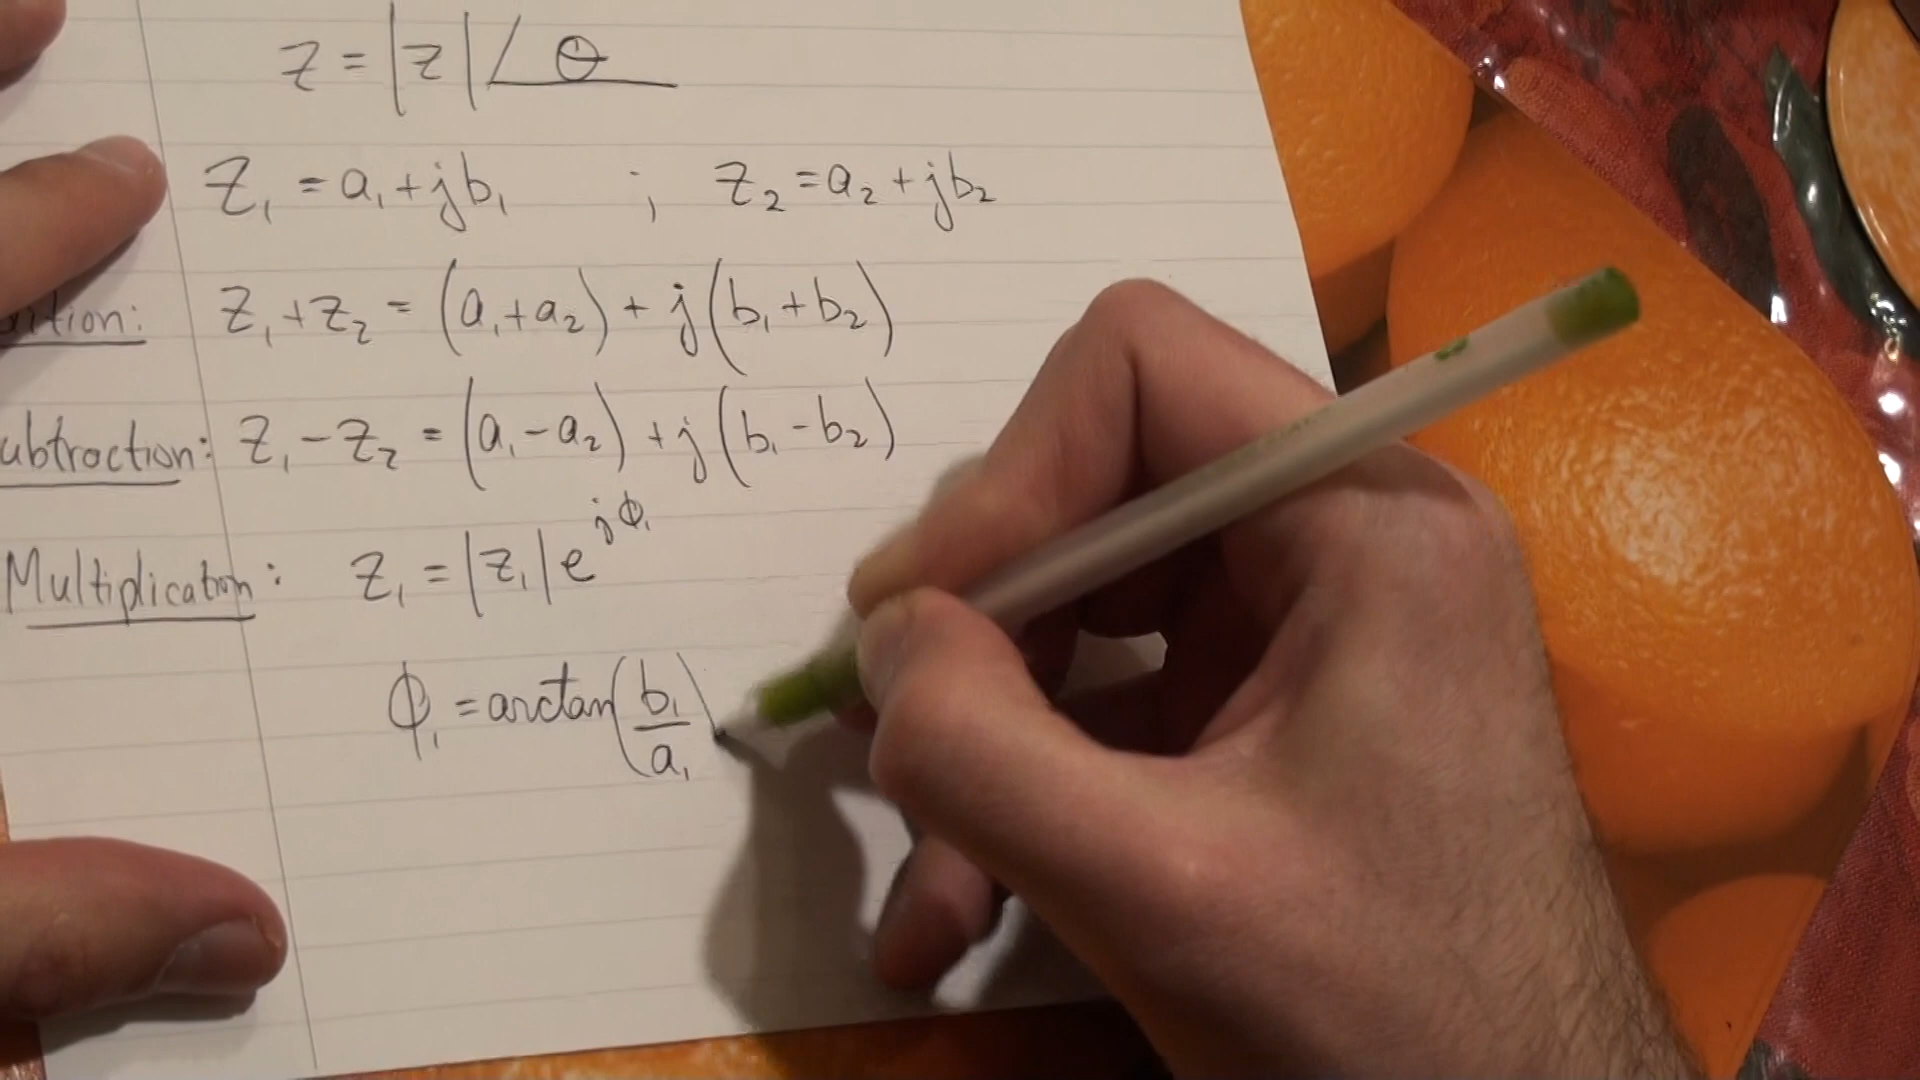 z = |z| ∠θ
Z₁ = a₁ + jb₁ ; Z₂ = a₂ + jb₂
Z₁ + Z₂ = (a₁ + a₂) + j(b₁ + b₂)
ubtraction: Z₁ - Z₂ = (a₁ - a₂) + j(b₁ - b₂)
Multiplication: Z₁ = |Z₁| e^jϕ₁
ϕ₁ = arctan(b₁/a₁)